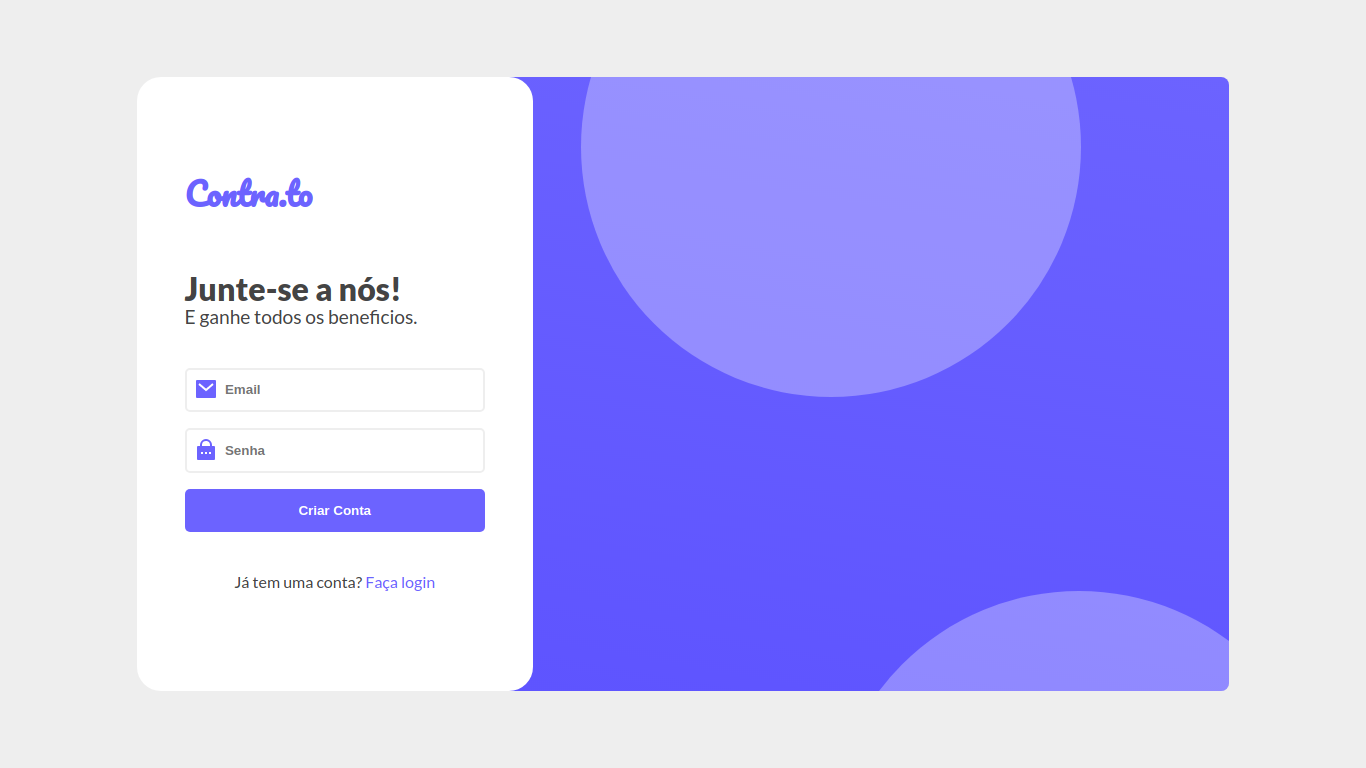 Contra.to
Junte-se a nós!
E ganhe todos os beneficios.
Email
Senha
Criar Conta
Já tem uma conta? Faça login